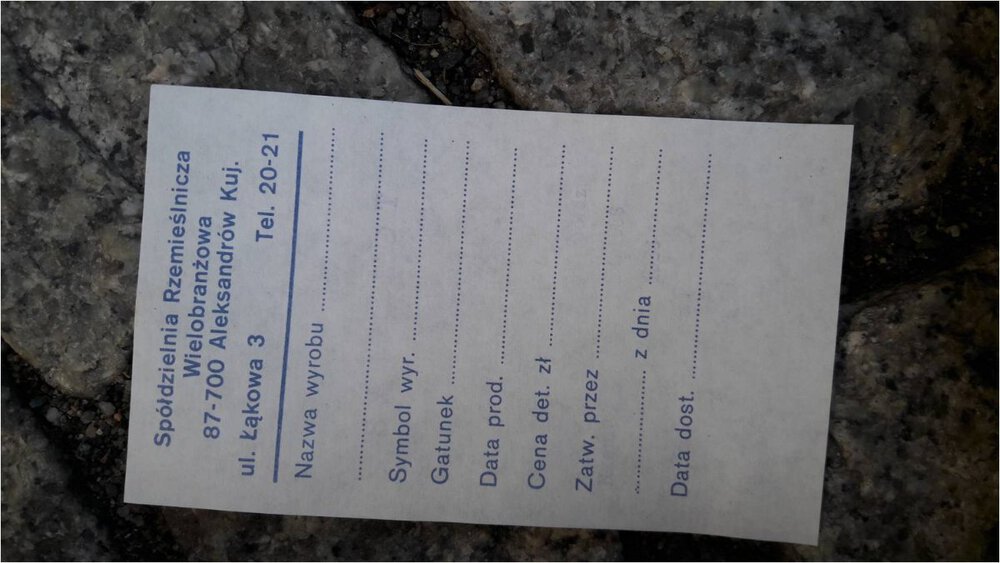 Spółdzielnia Rzemieślnicza
Wielobranżowa
87-700 Aleksandrów Kuj.
ul. Łąkowa 3 Tel. 20-21
Nazwa wyrobu ..............................
............................................................
Symbol wyr. ..............................
Gatunek ..............................
Data prod. ..............................
Cena det. zł ..............................
Zatw. przez ..............................
.................... z dnia ....................
Data dost. ..............................